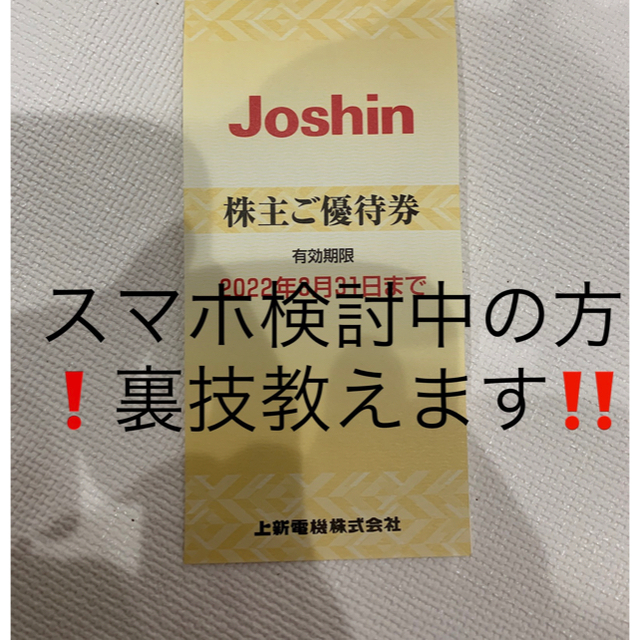 Joshin
株主ご優待券
有効期限
2022年3月31日まで
スマホ検討中の方
❗裏技教えます‼️
上新電機株式会社